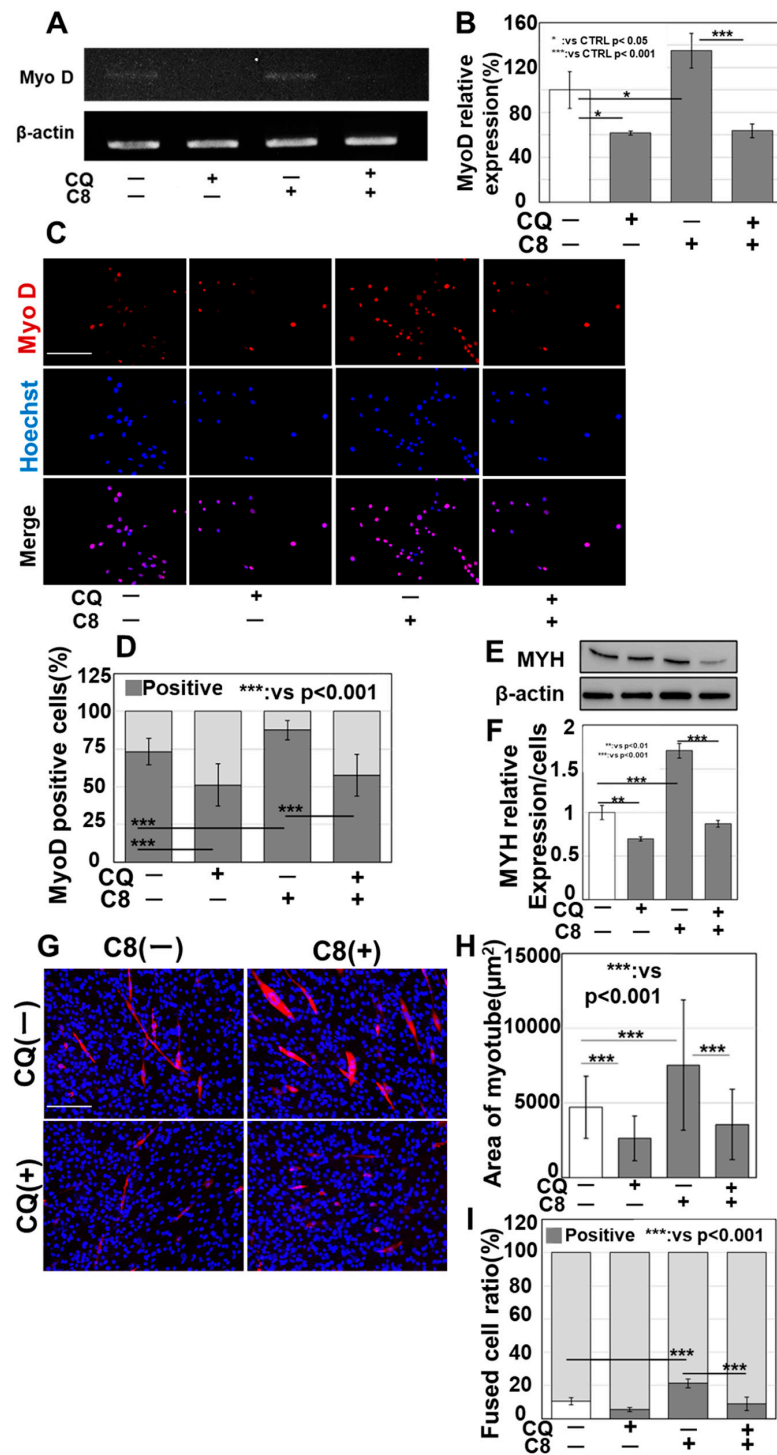 A
Myo D
β-actin
CQ — + — +
C8 — — + +
B
MyoD relative
expression(%)
160
120
80
40
0
* :vs CTRL p< 0.05
***:vs CTRL p< 0.001
***
*
*
CQ — + — +
C8 — — + +
C
Myo D
Hoechst
Merge
CQ — + — +
C8 — — + +
D
MyoD positive cells(%)
125
100
75
50
25
0
Positive ***:vs p<0.001
***
***
***
CQ — + — +
C8 — — + +
E
MYH
β-actin
F
MYH relative
Expression/cells
2
1.5
1
0.5
0
**:vs p<0.01
***:vs p<0.001
***
***
**
CQ — + — +
C8 — — + +
G
C8(—) C8(+)
CQ(—)
CQ(+)
H
Area of myotube(μm²)
15000
10000
5000
0
***:vs
p<0.001
***
***
***
CQ — + — +
C8 — — + +
I
Fused cell ratio(%)
120
100
80
60
40
20
0
Positive ***:vs p<0.001
***
***
CQ — + — +
C8 — — + +